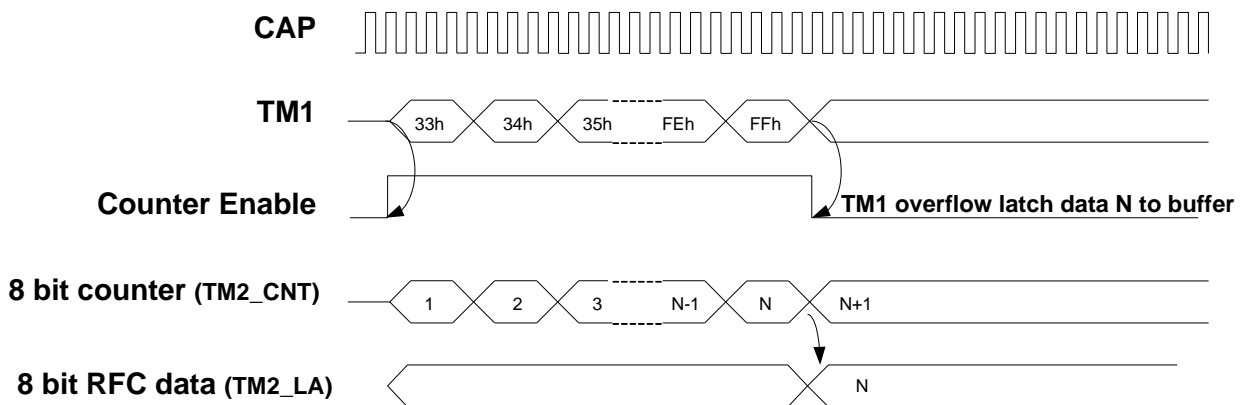 CAP
TM1
33h 34h 35h FEh FFh
Counter Enable
TM1 overflow latch data N to buffer
8 bit counter (TM2_CNT)
1 2 3 N-1 N N+1
8 bit RFC data (TM2_LA)
N